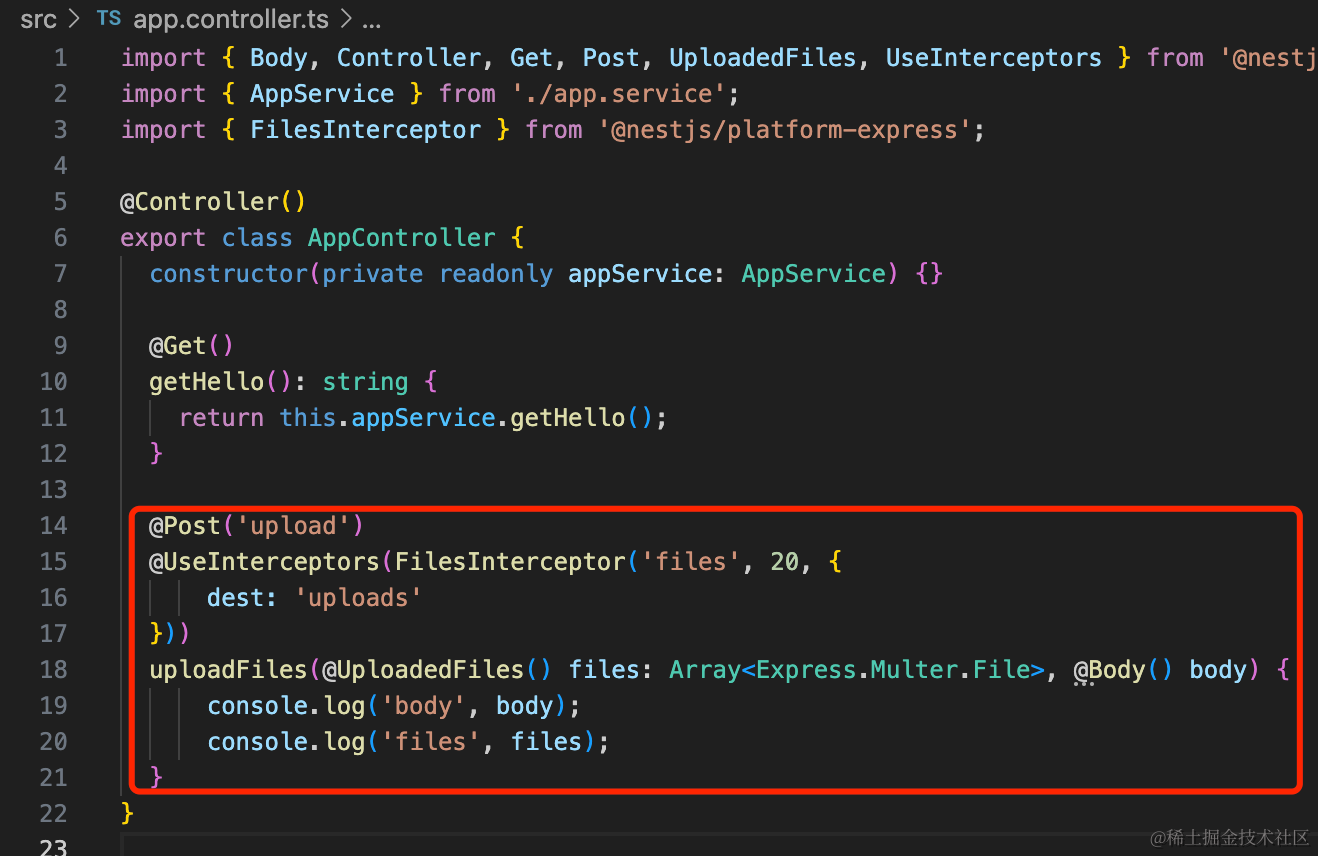 src > TS app.controller.ts > ...
1 import { Body, Controller, Get, Post, UploadedFiles, UseInterceptors } from '@nestj
2 import { AppService } from './app.service';
3 import { FilesInterceptor } from '@nestjs/platform-express';
4
5 @Controller()
6 export class AppController {
7 constructor(private readonly appService: AppService) {}
8
9 @Get()
10 getHello(): string {
11 return this.appService.getHello();
12 }
13
14 @Post('upload')
15 @UseInterceptors(FilesInterceptor('files', 20, {
16 dest: 'uploads'
17 }))
18 uploadFiles(@UploadedFiles() files: Array<Express.Multer.File>, @Body() body) {
19 console.log('body', body);
20 console.log('files', files);
21 }
22 }
23
@稀土掘金技术社区